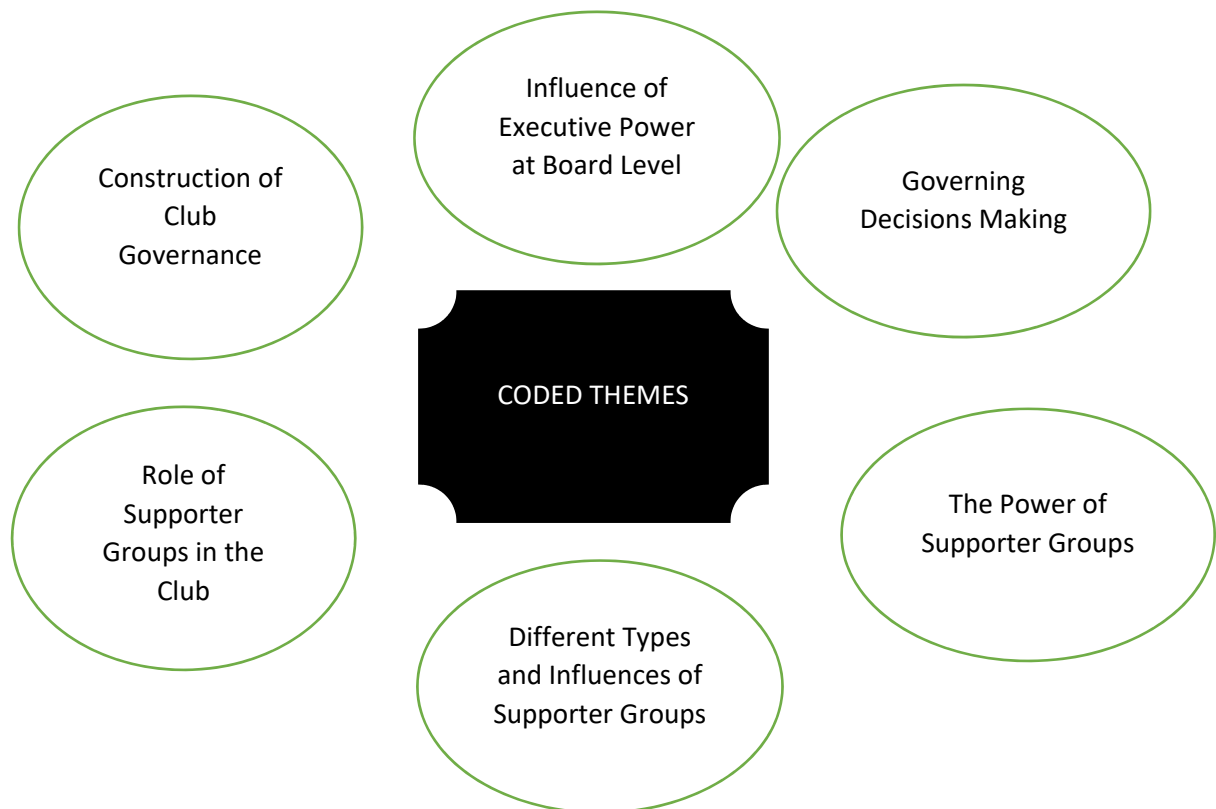 Influence of
Executive Power
at Board Level
Construction of
Club
Governance
Governing
Decisions Making
CODED THEMES
Role of
Supporter
Groups in the
Club
The Power of
Supporter Groups
Different Types
and Influences of
Supporter Groups